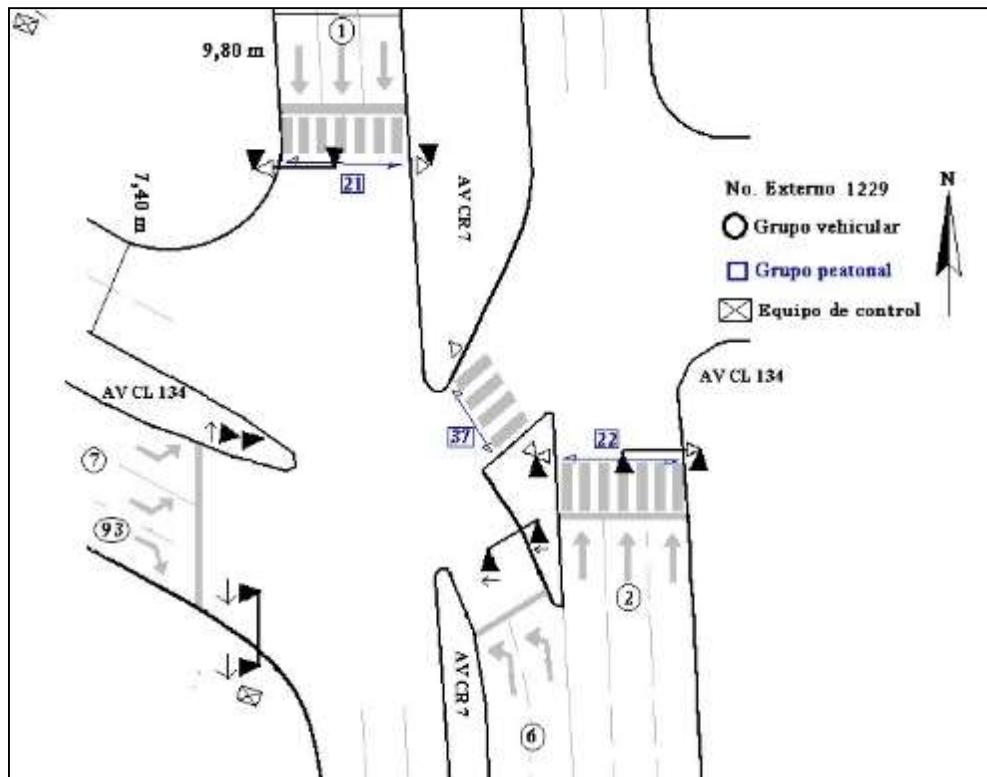 1
9,80 m
21
7,40 m
AV CR 7
No. Externo 1229
N
Grupo vehicular
Grupo peatonal
Equipo de control
AV CL 134
AV CL 134
37
22
7
93
2
AV CR 7
6